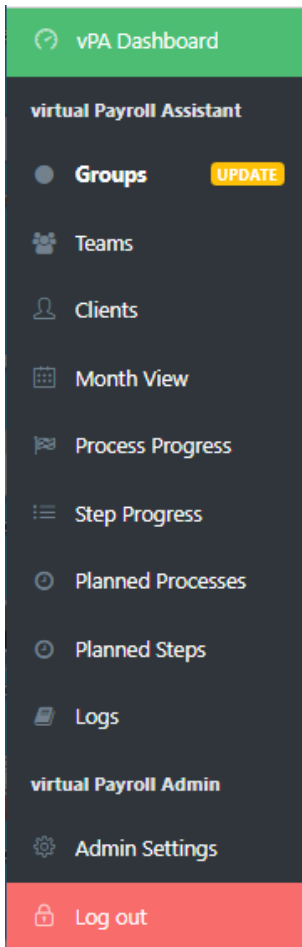 vPA Dashboard
virtual Payroll Assistant
Groups UPDATE
Teams
Clients
Month View
Process Progress
Step Progress
Planned Processes
Planned Steps
Logs
virtual Payroll Admin
Admin Settings
Log out